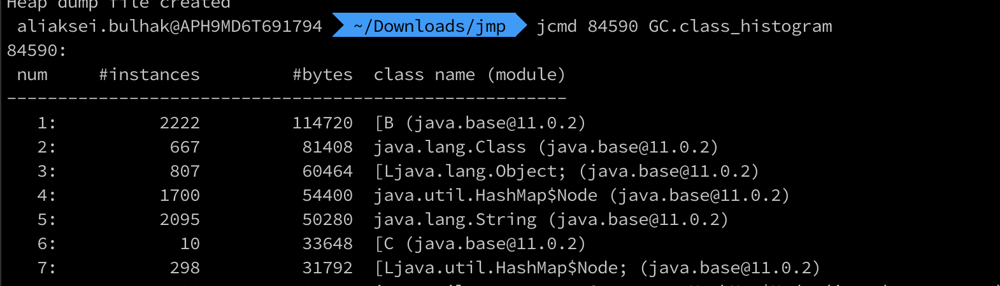 Heap dump file created
aliaksei.bulhak@APH9MD6T691794 ~/Downloads/jmp jcmd 84590 GC.class_histogram
84590:
num #instances #bytes class name (module)
-------------------------------------------------------
1: 2222 114720 [B (java.base@11.0.2)
2: 667 81408 java.lang.Class (java.base@11.0.2)
3: 807 60464 [Ljava.lang.Object; (java.base@11.0.2)
4: 1700 54400 java.util.HashMap$Node (java.base@11.0.2)
5: 2095 50280 java.lang.String (java.base@11.0.2)
6: 10 33648 [C (java.base@11.0.2)
7: 298 31792 [Ljava.util.HashMap$Node; (java.base@11.0.2)